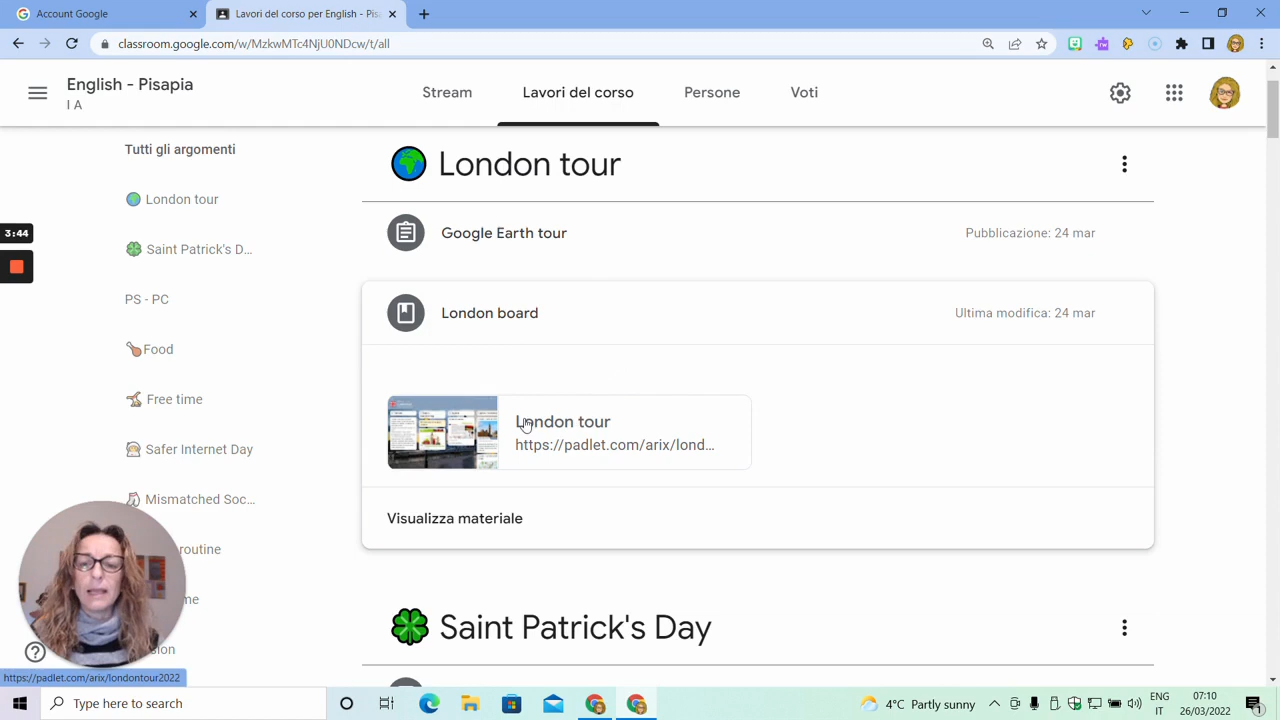 Account Google
Lavori del corso per English - Pis
classroom.google.com/w/MzkwMTc4NjU0NDcw/t/all
English - Pisapia
I A
Stream
Lavori del corso
Persone
Voti
Tutti gli argomenti
London tour
Saint Patrick's D...
PS - PC
Food
Free time
Safer Internet Day
Mismatched Soc...
routine
me
ion
3:44
London tour
Google Earth tour
Pubblicazione: 24 mar
London board
Ultima modifica: 24 mar
London tour
https://padlet.com/arix/lond...
Visualizza materiale
Saint Patrick's Day
https://padlet.com/arix/londontour2022
Type here to search
4°C Partly sunny
ENG
IT
07:10
26/03/2022
1